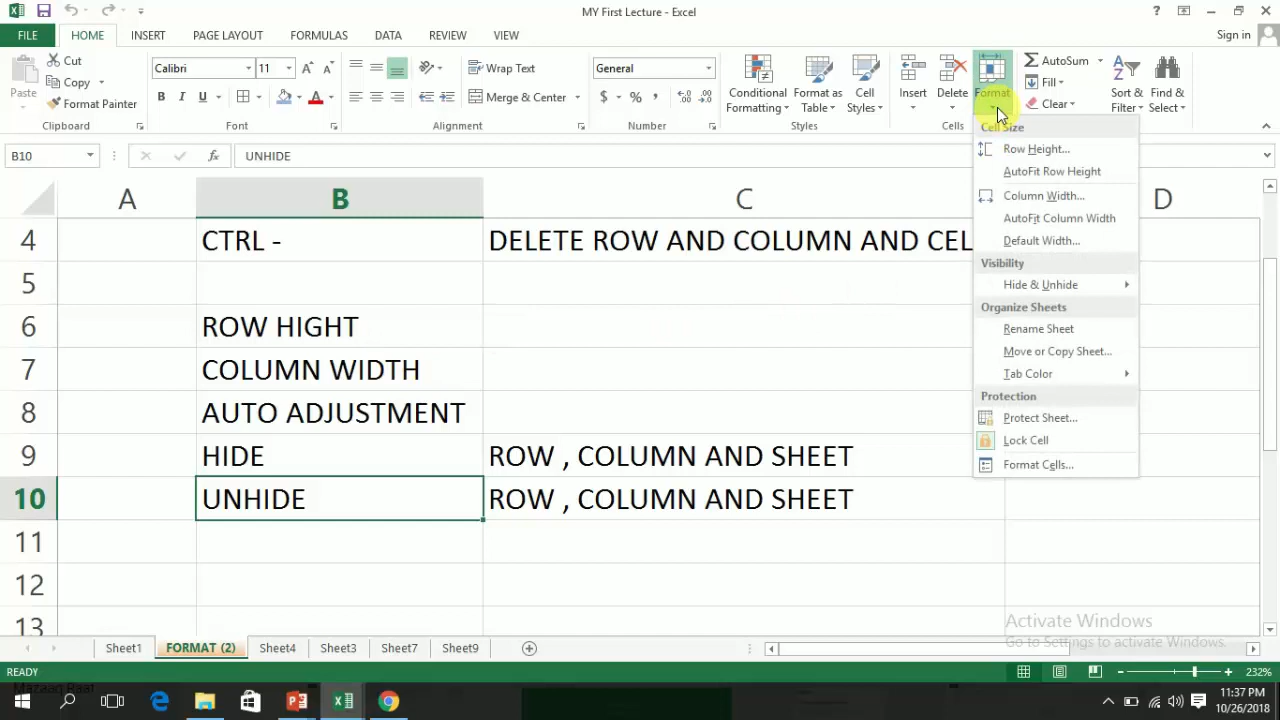 MY First Lecture - Excel
Sign in
FILE HOME INSERT PAGE LAYOUT FORMULAS DATA REVIEW VIEW
Paste
Cut
Copy
Format Painter
Clipboard
Calibri 11
B I U A
Font
Wrap Text
Merge & Center
Alignment
General
$ % ,
Number
Conditional Formatting
Format as Table
Cell Styles
Styles
Insert
Delete
Format
Cells
AutoSum
Fill
Clear
Sort & Filter
Find & Select
B10 fx UNHIDE
A B C D
4 CTRL - DELETE ROW AND COLUMN AND CEL
5
6 ROW HIGHT
7 COLUMN WIDTH
8 AUTO ADJUSTMENT
9 HIDE ROW , COLUMN AND SHEET
10 UNHIDE ROW , COLUMN AND SHEET
11
12
13
Cell Size
Row Height...
AutoFit Row Height
Column Width...
AutoFit Column Width
Default Width...
Visibility
Hide & Unhide
Organize Sheets
Rename Sheet
Move or Copy Sheet...
Tab Color
Protection
Protect Sheet...
Lock Cell
Format Cells...
Activate Windows
Go to Settings to activate Windows.
Sheet1 FORMAT (2) Sheet4 Sheet5 Sheet7 Sheet9
READY
232%
11:37 PM
10/26/2018